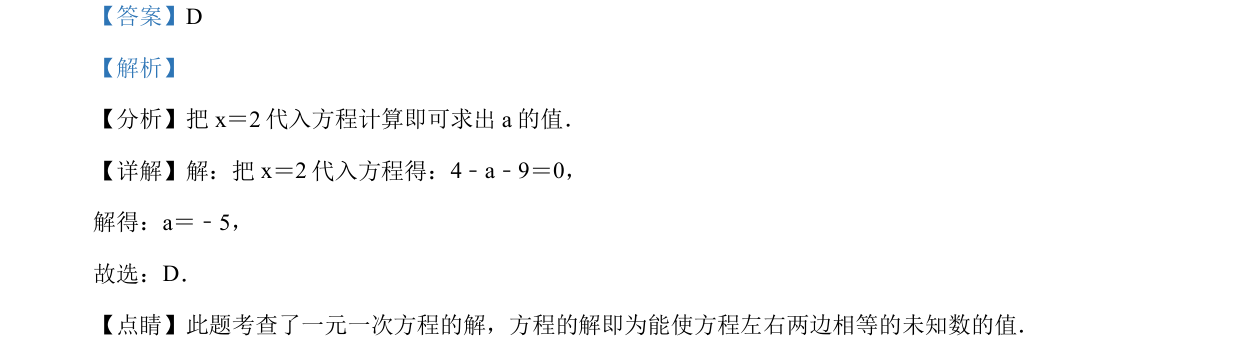 【答案】D
【解析】
【分析】把 x＝2 代入方程计算即可求出 a 的值．
【详解】解：把 x＝2 代入方程得：4﹣a﹣9＝0，
解得：a＝﹣5，
故选：D．
【点睛】此题考查了一元一次方程的解，方程的解即为能使方程左右两边相等的未知数的值．